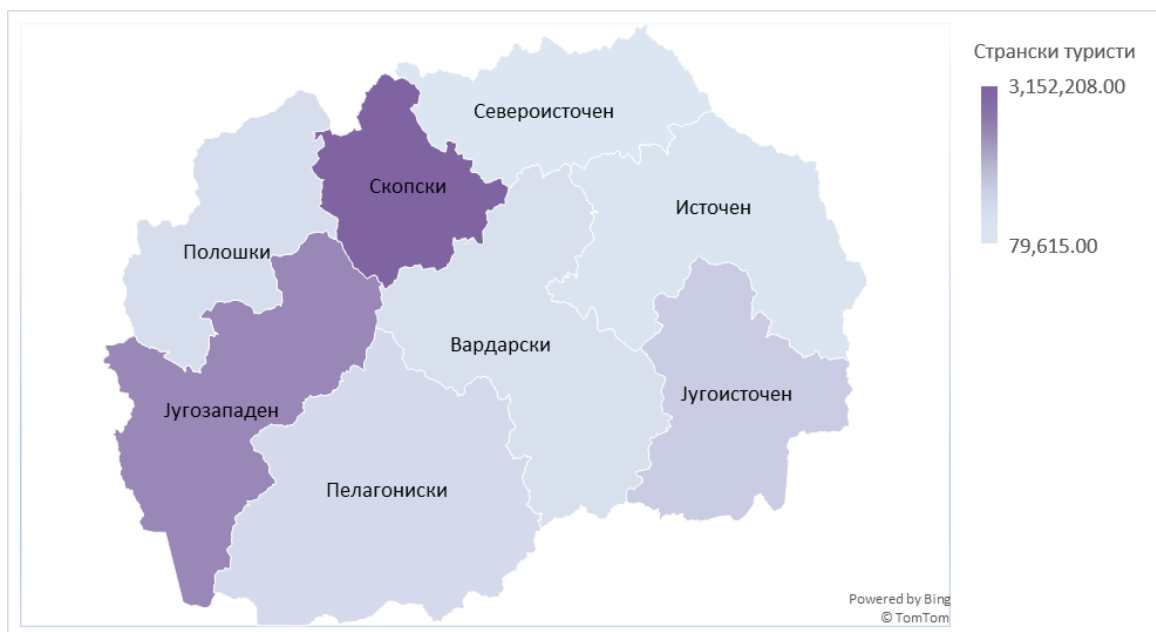 Странски туристи
3,152,208.00
79,615.00
Североисточен
Скопски
Источен
Полошки
Вардарски
Југоисточен
Југозападен
Пелагониски
Powered by Bing
© TomTom